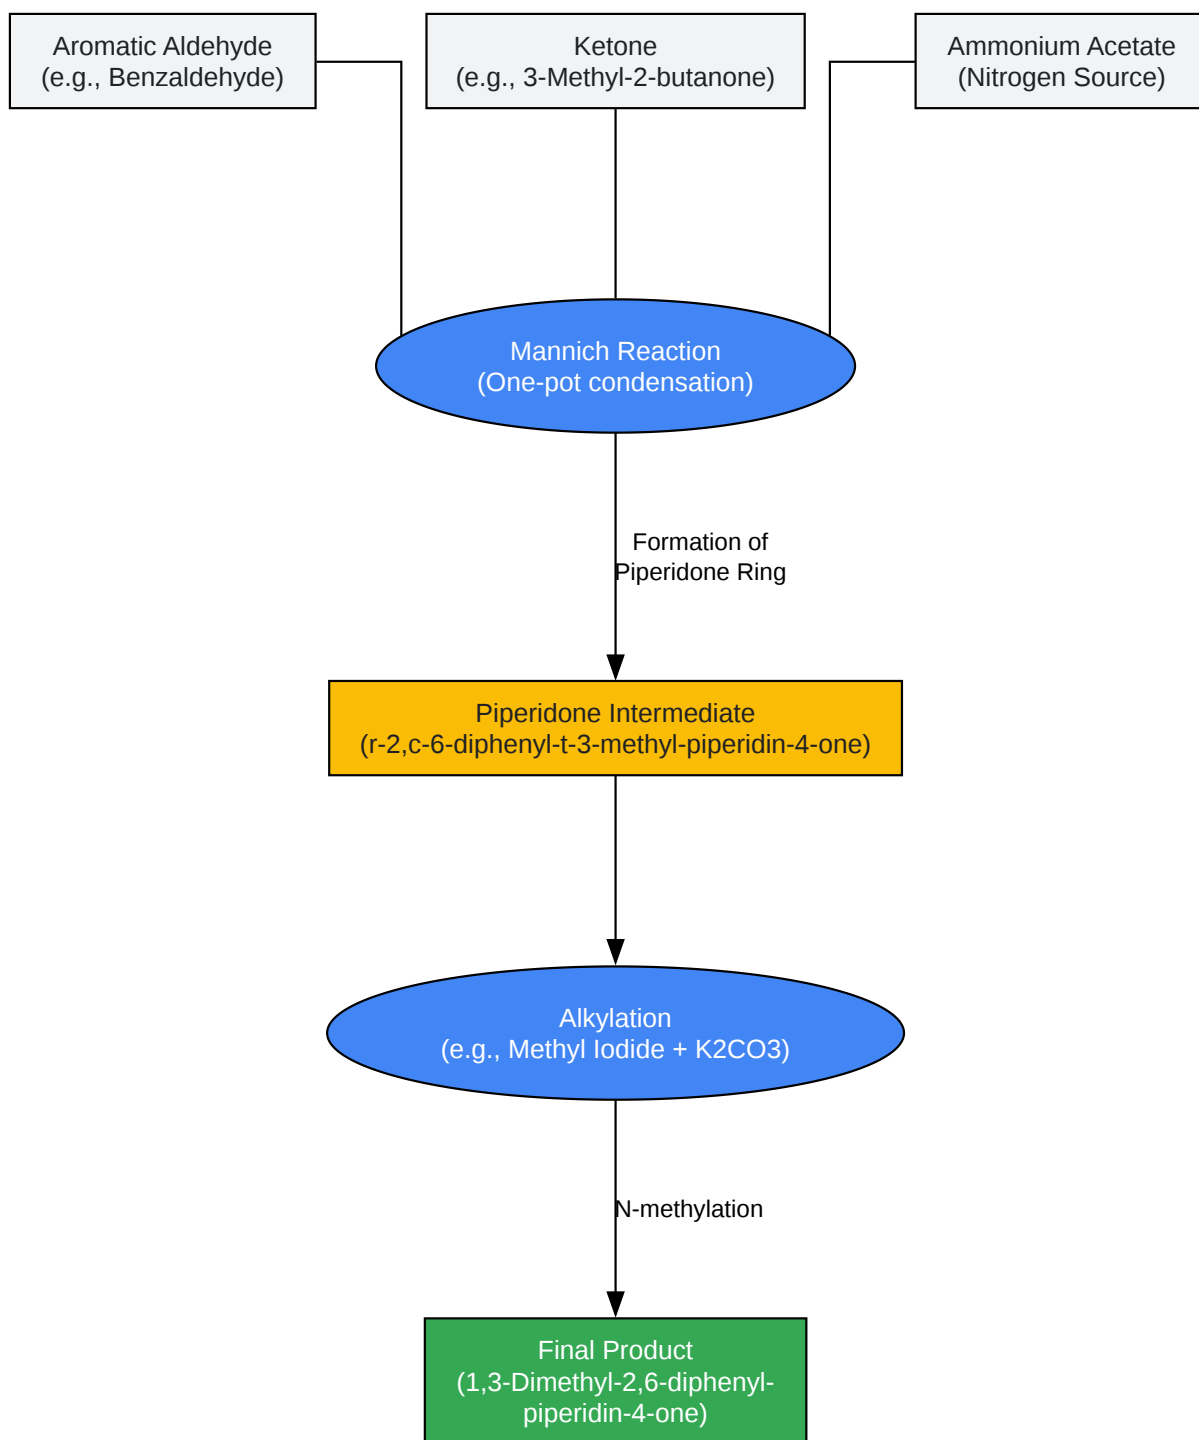 Aromatic Aldehyde
(e.g., Benzaldehyde)
Ketone
(e.g., 3-Methyl-2-butanone)
Ammonium Acetate
(Nitrogen Source)
Mannich Reaction
(One-pot condensation)
Formation of
Piperidone Ring
Piperidone Intermediate
(r-2,c-6-diphenyl-t-3-methyl-piperidin-4-one)
Alkylation
(e.g., Methyl Iodide + K2CO3)
N-methylation
Final Product
(1,3-Dimethyl-2,6-diphenyl-
piperidin-4-one)